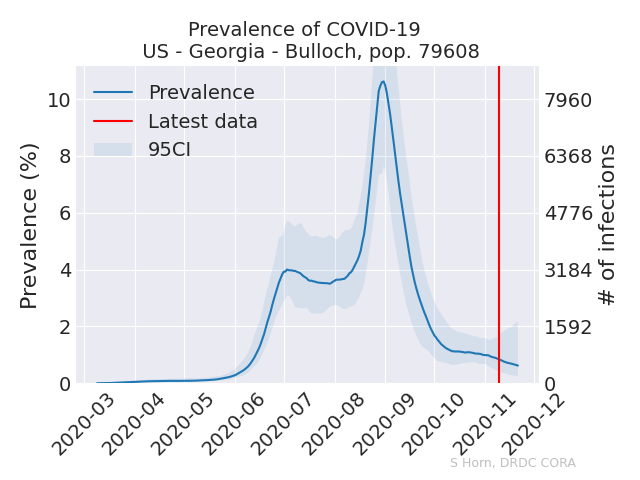 Prevalence of COVID-19
US - Georgia - Bulloch, pop. 79608
Prevalence
Latest data
95CI
Prevalence (%)
10
8
6
4
2
0
7960
6368
4776
3184
1592
0
# of infections
2020-03
2020-04
2020-05
2020-06
2020-07
2020-08
2020-09
2020-10
2020-11
2020-12
S Horn, DRDC CORA